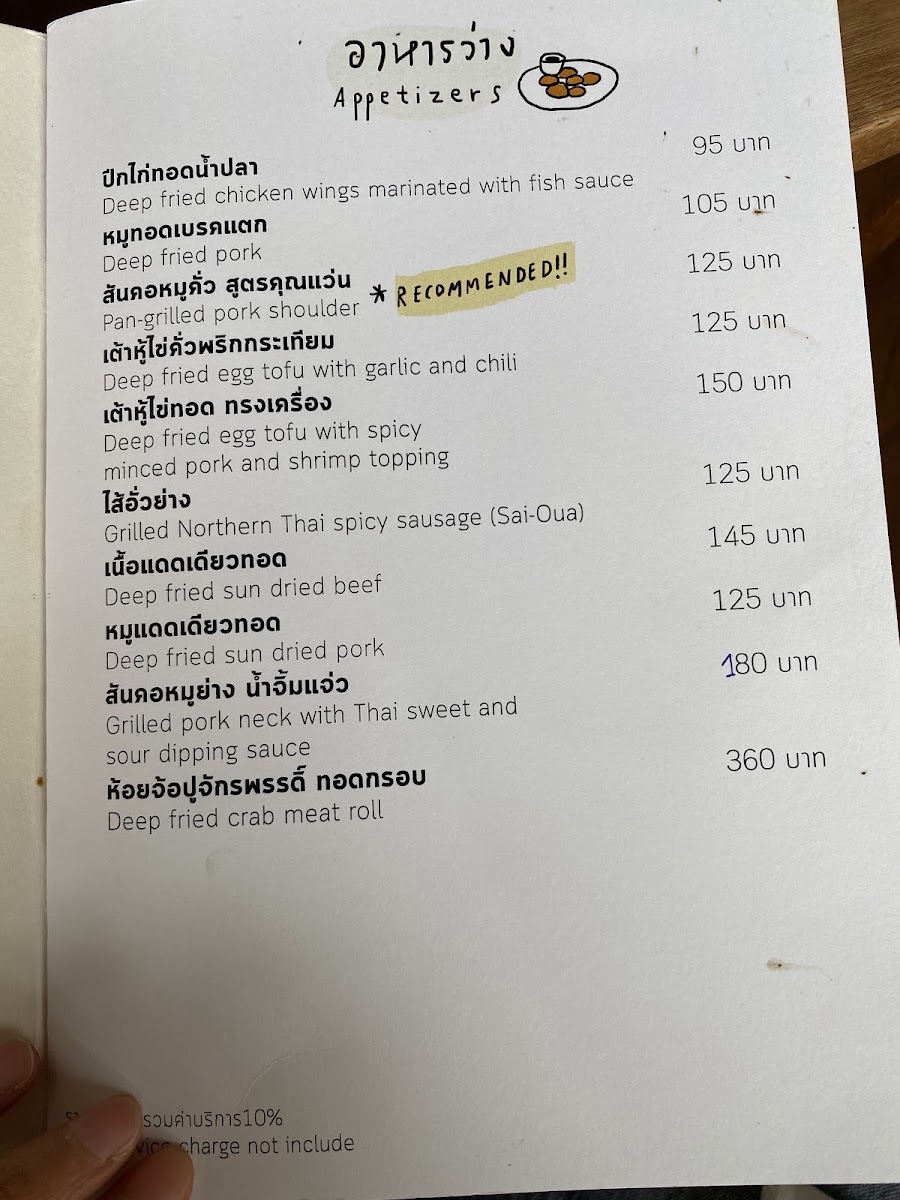 อาหารว่าง
Appetizers
ปีกไก่ทอดน้ำปลา 95 บาท
Deep fried chicken wings marinated with fish sauce
หมูทอดเบรคแตก 105 บาท
Deep fried pork
สันคอหมูคั่ว สูตรคุณแว่น * RECOMMENDED!! 125 บาท
Pan-grilled pork shoulder
เต้าหู้ไข่คั่วพริกกระเทียม 125 บาท
Deep fried egg tofu with garlic and chili
เต้าหู้ไข่ทอด ทรงเครื่อง 150 บาท
Deep fried egg tofu with spicy
minced pork and shrimp topping
ไส้อั่วย่าง 125 บาท
Grilled Northern Thai spicy sausage (Sai-Oua)
เนื้อแดดเดียวทอด 145 บาท
Deep fried sun dried beef
หมูแดดเดียวทอด 125 บาท
Deep fried sun dried pork
สันคอหมูย่าง น้ำจิ้มแจ่ว 180 บาท
Grilled pork neck with Thai sweet and
sour dipping sauce
ห้อยจ้อปูจักรพรรดิ์ ทอดกรอบ 360 บาท
Deep fried crab meat roll
รวมค่าบริการ10%
charge not include